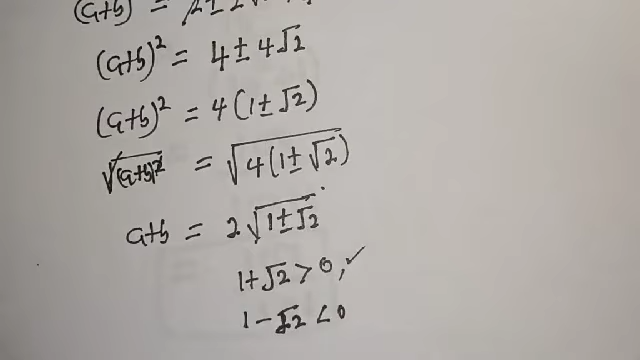 (a+b)² =
(a+b)² = 4 ± 4√2
(a+b)² = 4(1±√2)
√(a+b)² = √4(1±√2)
a+b = 2√1±√2
1+√2 > 0, ✓
1-√2 < 0